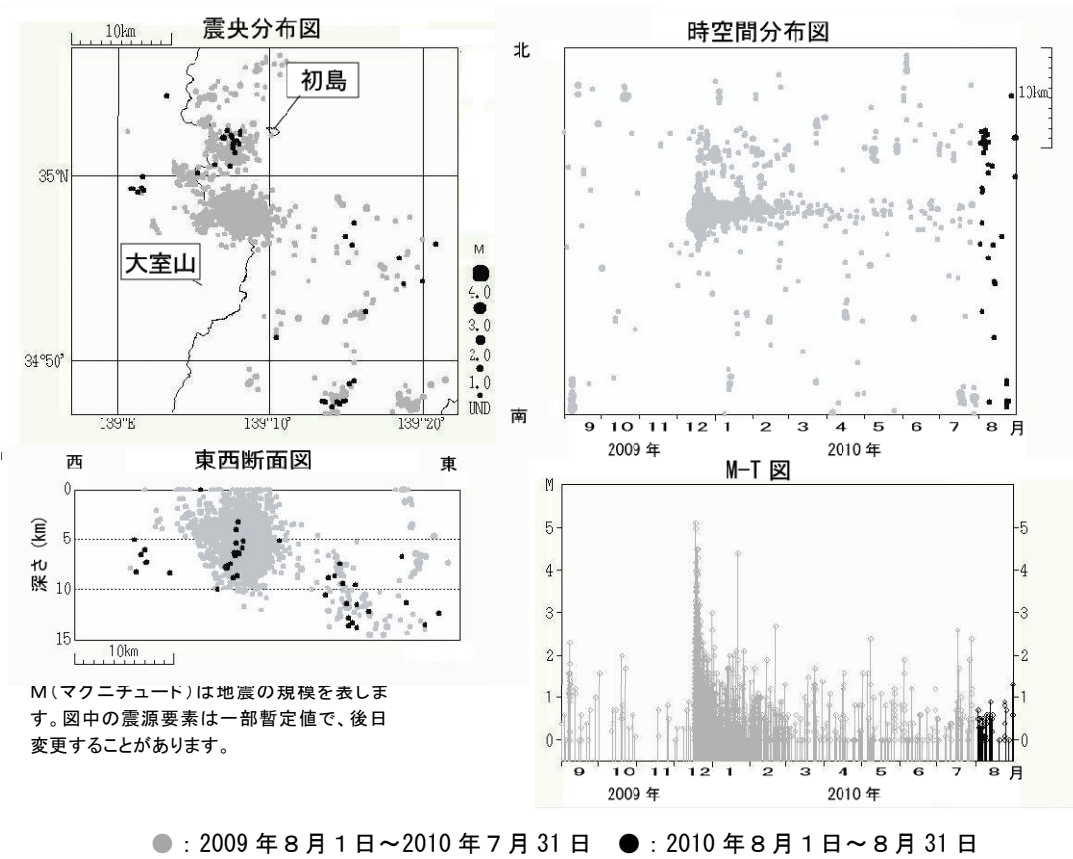 震央分布図
10km
初島
35°N
大室山
M
4.0
3.0
2.0
1.0
UND
34°50'
139°E
139°10'
139°20'
時空間分布図
北
南
10km
9 10 11 12 1 2 3 4 5 6 7 8 月
2009 年 2010 年
東西断面図
西
東
0
5
10
15
深さ (km)
10km
M(マグニチュード)は地震の規模を表しま
す。図中の震源要素は一部暫定値で、後日
変更することがあります。
M-T 図
M
5 5
4 4
3 3
2 2
1 1
0 0
9 10 11 12 1 2 3 4 5 6 7 8 月
2009 年 2010 年
●:2009 年8月1日~2010 年7月 31 日 ●:2010 年8月1日~8月 31 日